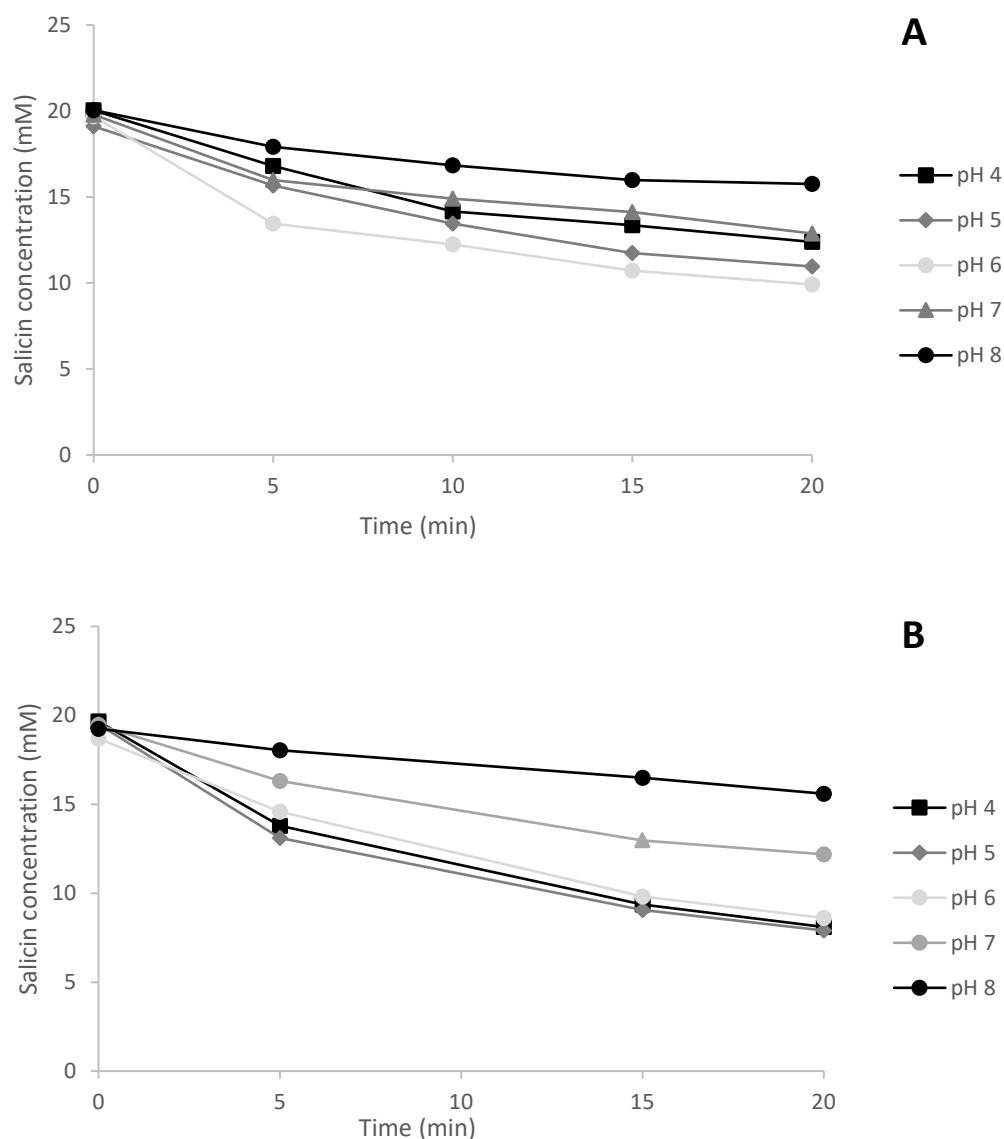 A
25
20
15
10
5
0
Salicin concentration (mM)
0 5 10 15 20
Time (min)
pH 4
pH 5
pH 6
pH 7
pH 8
B
25
20
15
10
5
0
Salicin concentration (mM)
0 5 10 15 20
Time (min)
pH 4
pH 5
pH 6
pH 7
pH 8